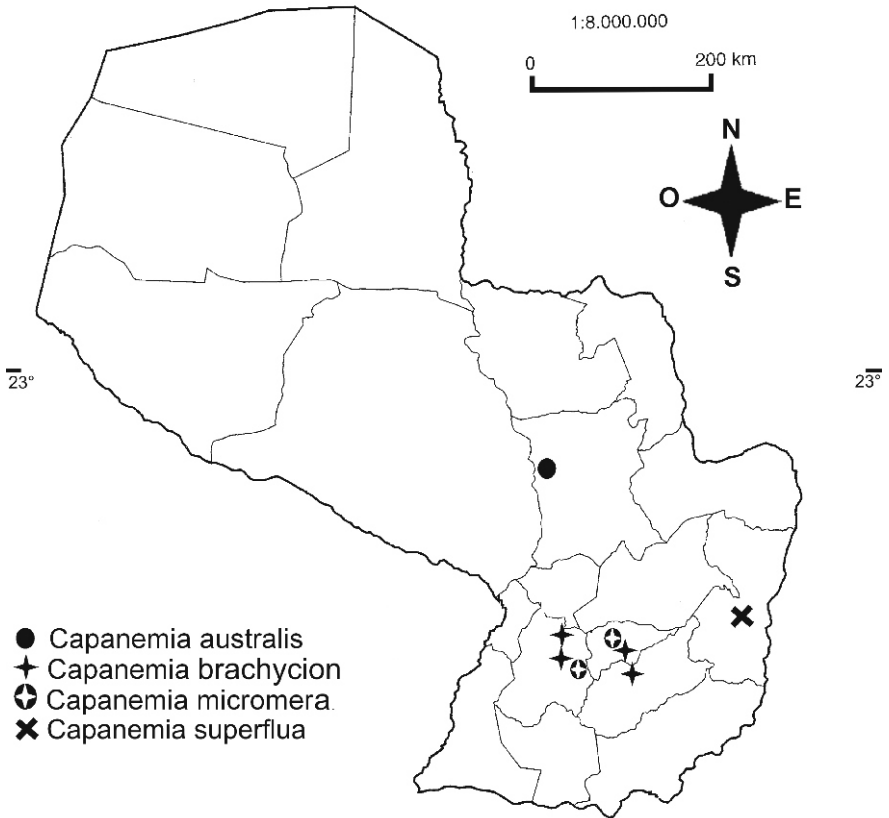 1:8.000.000
0 200 km
N
O E
S
23° 23°
Capanemia australis
Capanemia brachycion
Capanemia micromera
Capanemia superflua